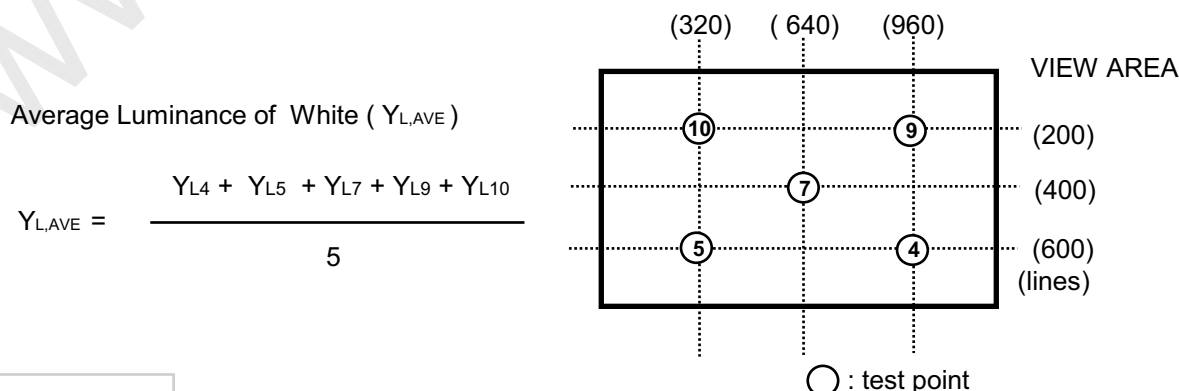 (320) ( 640) (960)
VIEW AREA
Average Luminance of White ( YL,AVE )
10 9 (200)
YL4 + YL5 + YL7 + YL9 + YL10
7 (400)
YL,AVE =
5
5 4 (600)
(lines)
: test point